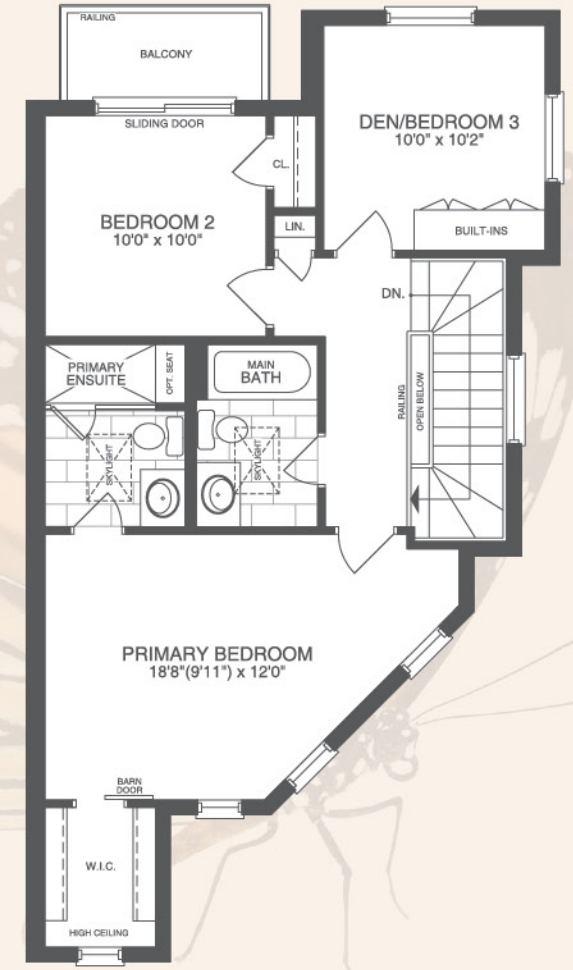 RAILING
BALCONY
SLIDING DOOR
DEN/BEDROOM 3
10'0" x 10'2"
CL.
BEDROOM 2
10'0" x 10'0"
LIN.
BUILT-INS
DN.
PRIMARY
ENSUITE
OPT. SEAT
MAIN
BATH
RAILING
OPEN BELOW
SKYLIGHT
SKYLIGHT
PRIMARY BEDROOM
18'8"(9'11") x 12'0"
BARN
DOOR
W.I.C.
HIGH CEILING